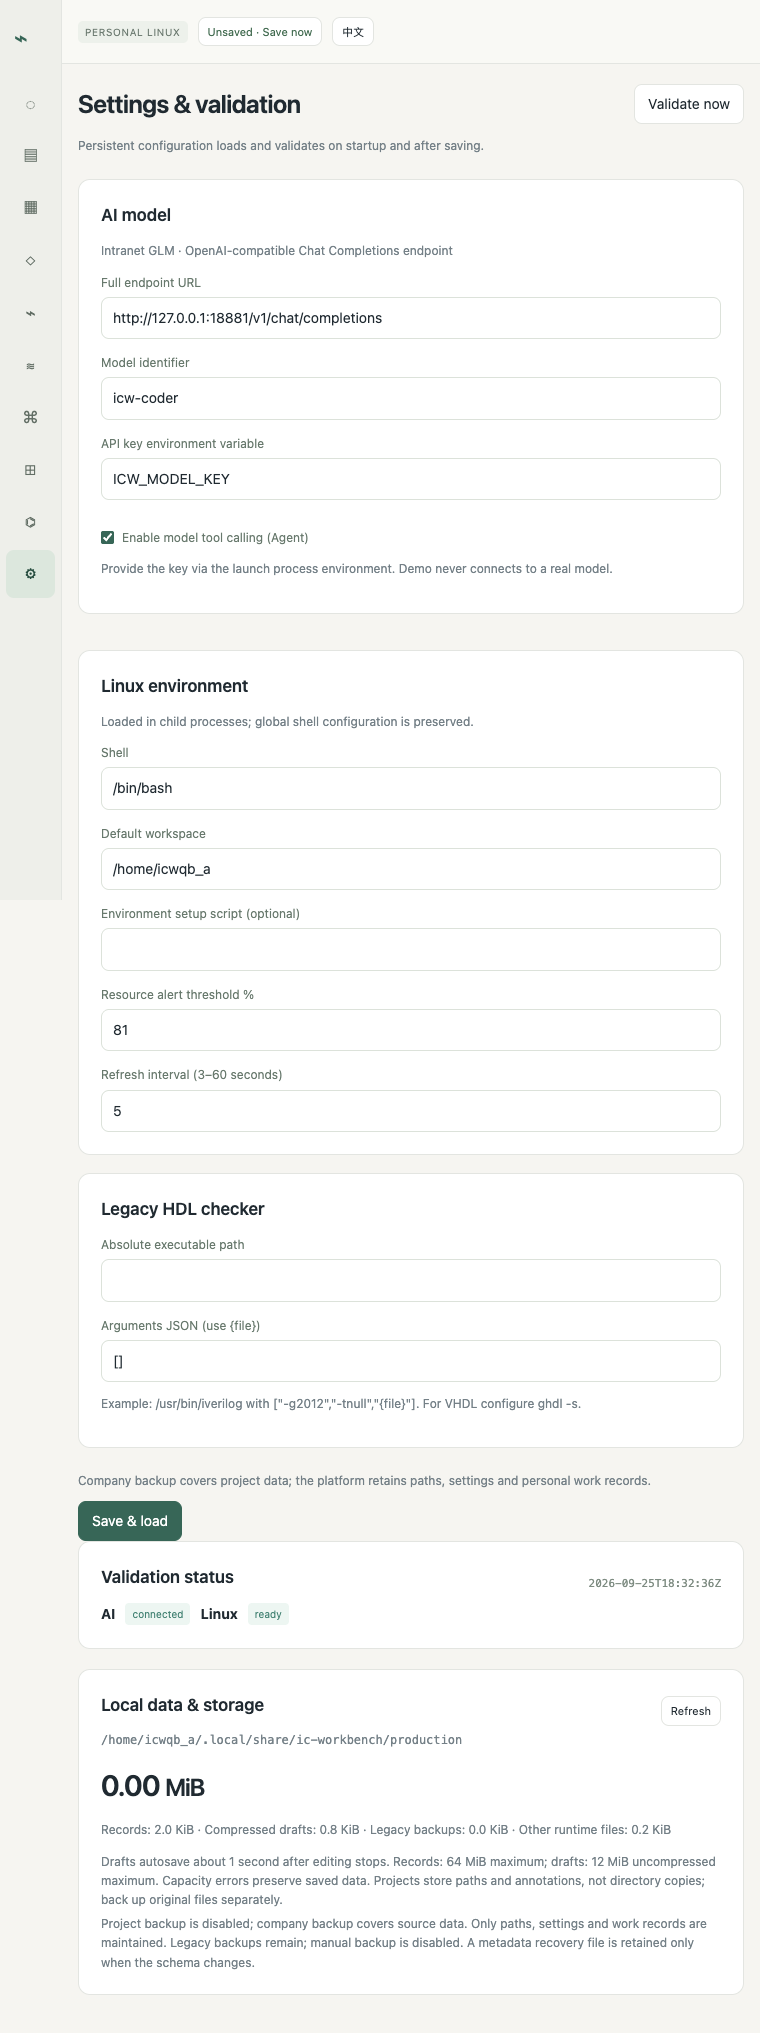 PERSONAL LINUX
Unsaved · Save now
中文
Settings & validation
Validate now
Persistent configuration loads and validates on startup and after saving.
AI model
Intranet GLM · OpenAI-compatible Chat Completions endpoint
Full endpoint URL
http://127.0.0.1:18881/v1/chat/completions
Model identifier
icw-coder
API key environment variable
ICW_MODEL_KEY
Enable model tool calling (Agent)
Provide the key via the launch process environment. Demo never connects to a real model.
Linux environment
Loaded in child processes; global shell configuration is preserved.
Shell
/bin/bash
Default workspace
/home/icwqb_a
Environment setup script (optional)
Resource alert threshold %
81
Refresh interval (3–60 seconds)
5
Legacy HDL checker
Absolute executable path
Arguments JSON (use {file})
[]
Example: /usr/bin/iverilog with ["-g2012","-tnull","{file}"]. For VHDL configure ghdl -s.
Company backup covers project data; the platform retains paths, settings and personal work records.
Save & load
Validation status
2026-09-25T18:32:36Z
AI connected Linux ready
Local data & storage
Refresh
/home/icwqb_a/.local/share/ic-workbench/production
0.00 MiB
Records: 2.0 KiB · Compressed drafts: 0.8 KiB · Legacy backups: 0.0 KiB · Other runtime files: 0.2 KiB
Drafts autosave about 1 second after editing stops. Records: 64 MiB maximum; drafts: 12 MiB uncompressed
maximum. Capacity errors preserve saved data. Projects store paths and annotations, not directory copies;
back up original files separately.
Project backup is disabled; company backup covers source data. Only paths, settings and work records are
maintained. Legacy backups remain; manual backup is disabled. A metadata recovery file is retained only
when the schema changes.